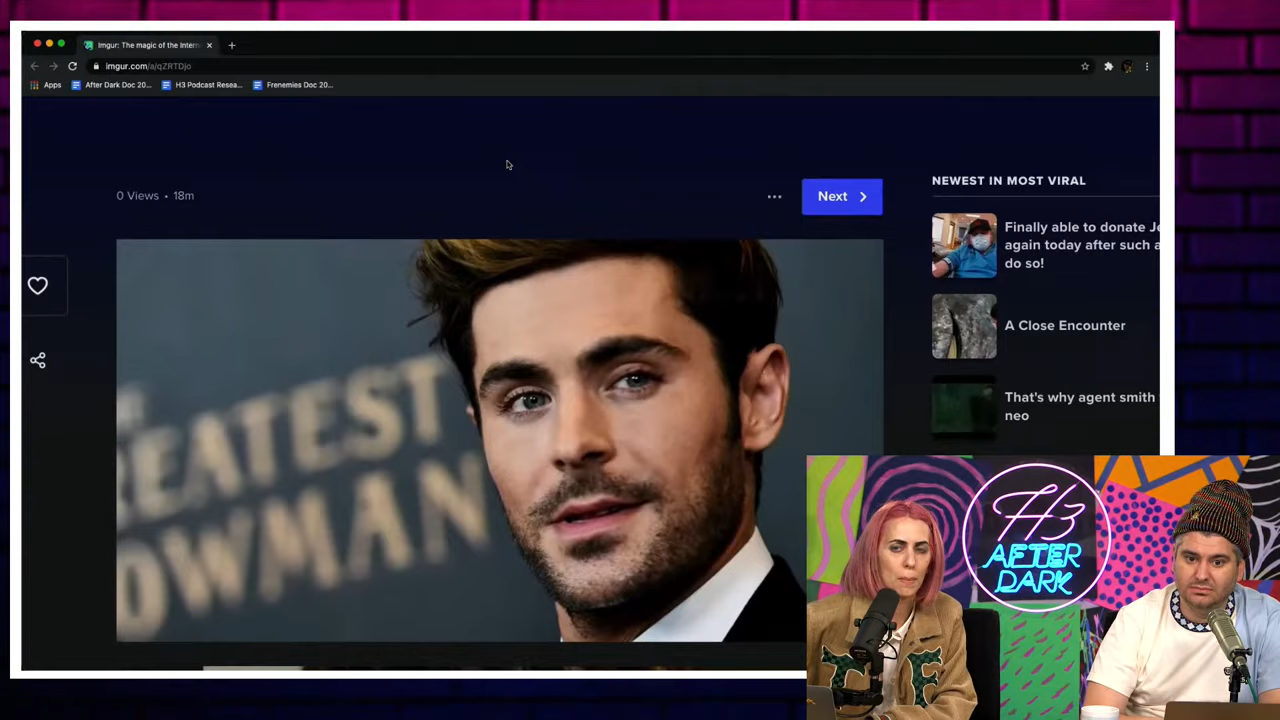 Imgur: The magic of the Intern
imgur.com/a/qZRTDjo
Apps
After Dark Doc 20...
H3 Podcast Resea...
Frenemies Doc 20...
0 Views • 18m
Next
NEWEST IN MOST VIRAL
Finally able to donate Je
again today after such a
do so!
A Close Encounter
That's why agent smith
neo
REATEST
OWMAN
H3
AFTER
DARK
T F